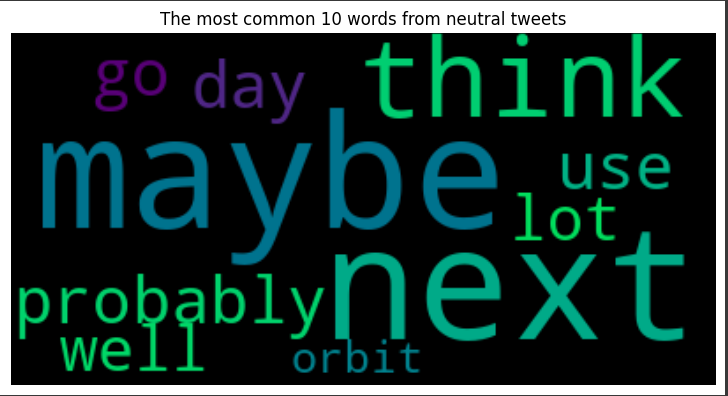 The most common 10 words from neutral tweets
go day think
maybe
use
lot
next
probably
well
orbit